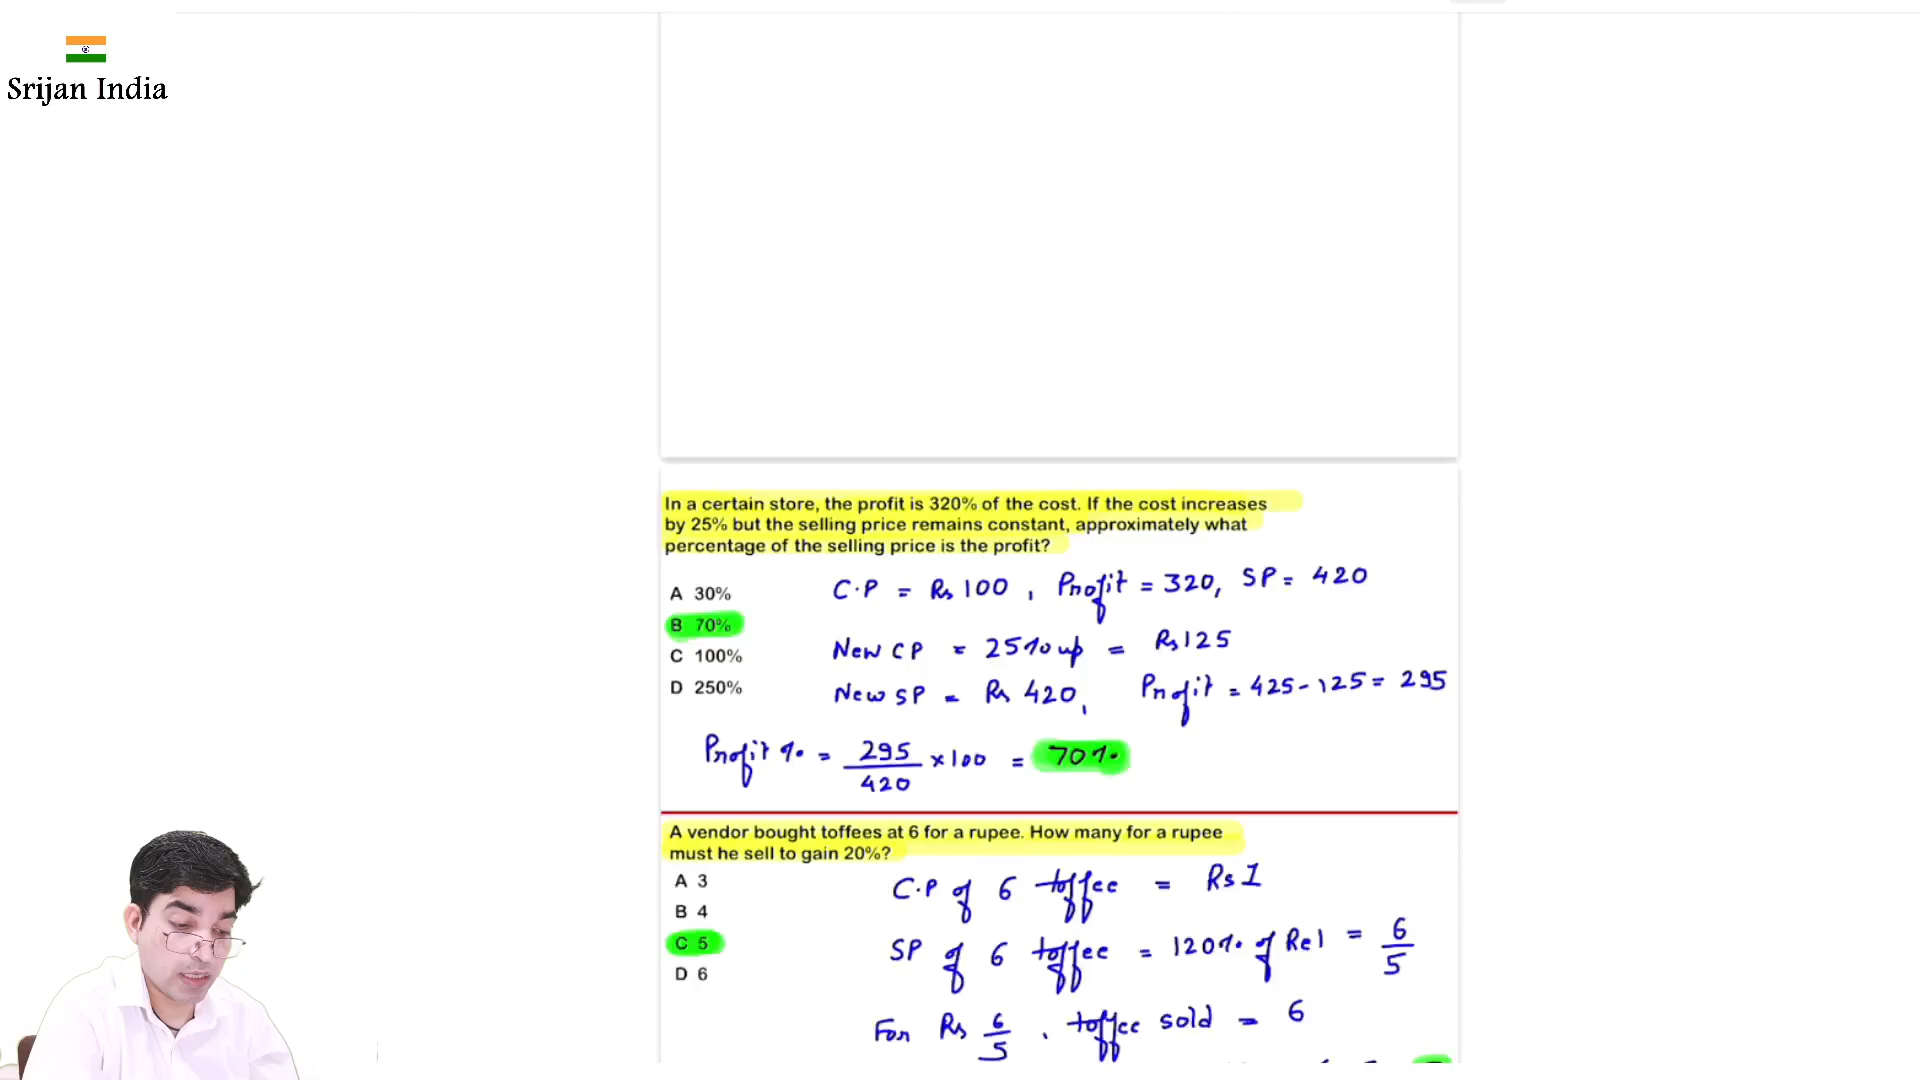 Srijan India
In a certain store, the profit is 320% of the cost. If the cost increases
by 25% but the selling price remains constant, approximately what
percentage of the selling price is the profit?
A 30%
B 70%
C 100%
D 250%
C.P = Rs 100, Profit = 320, SP = 420
New CP = 25% up = Rs 125
New SP = Rs 420, Profit = 425 - 125 = 295
Profit % = 295/420 × 100 = 70%
A vendor bought toffees at 6 for a rupee. How many for a rupee
must he sell to gain 20%?
A 3
B 4
C 5
D 6
C.P of 6 toffee = Rs 1
SP of 6 toffee = 120% of Re 1 = 6/5
For Rs 6/5, toffee sold = 6